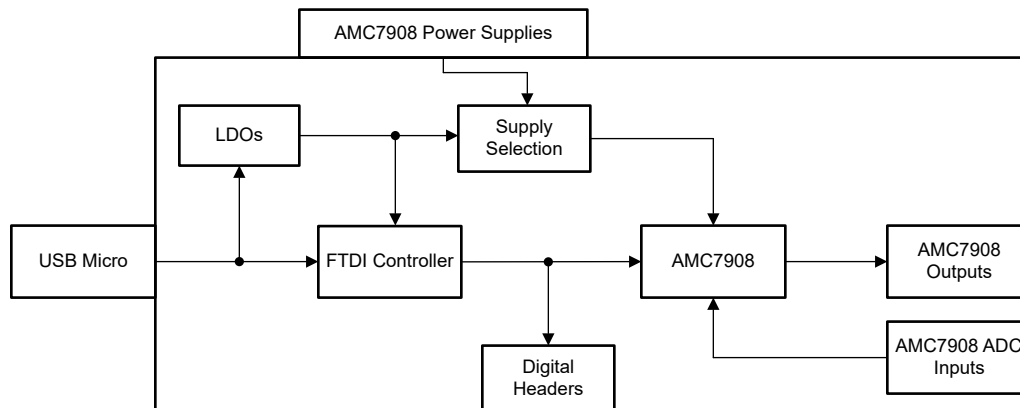 AMC7908 Power Supplies
LDOs
Supply
Selection
USB Micro
FTDI Controller
AMC7908
AMC7908
Outputs
AMC7908 ADC
Inputs
Digital
Headers